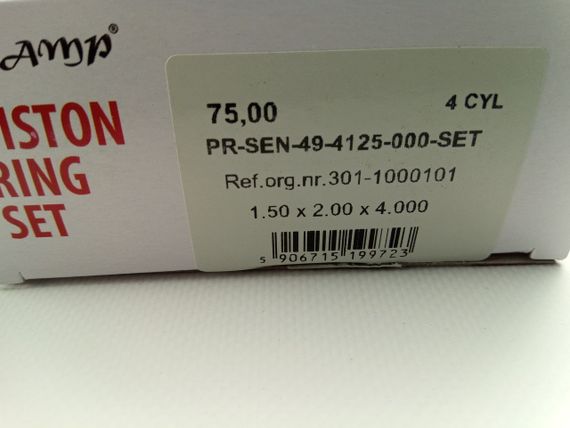 AMP®
ISTON
RING
SET
75,00 4 CYL
PR-SEN-49-4125-000-SET
Ref.org.nr.301-1000101
1.50 x 2.00 x 4.000
5 906715 199723